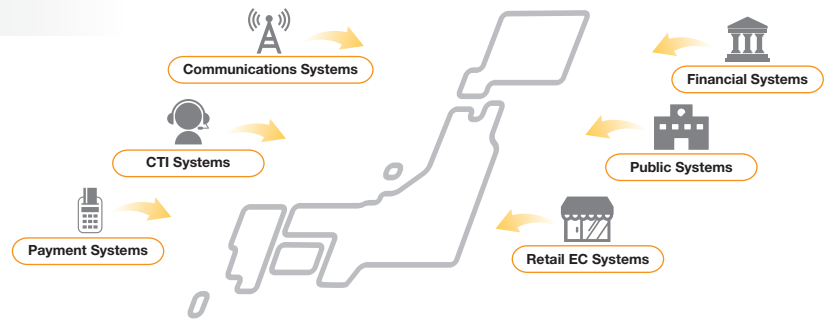 Communications Systems
Financial Systems
CTI Systems
Public Systems
Payment Systems
Retail EC Systems